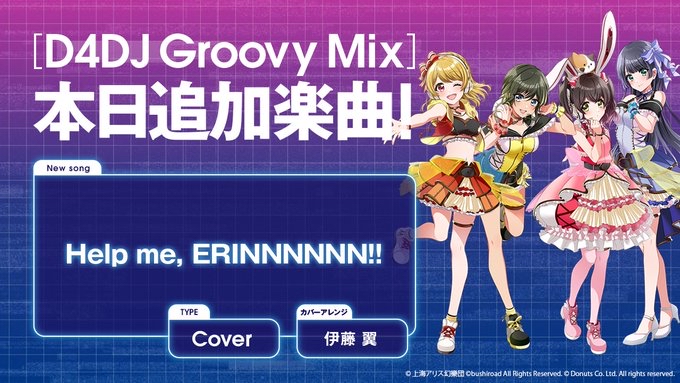 [D4DJ Groovy Mix]
本日追加楽曲!
New song
Help me, ERINNNNNN!!
TYPE
Cover
カバーアレンジ
伊藤 翼
© 上海アリス幻樂団 ©bushiroad All Rights Reserved. © Donuts Co. Ltd. All rights reserved.